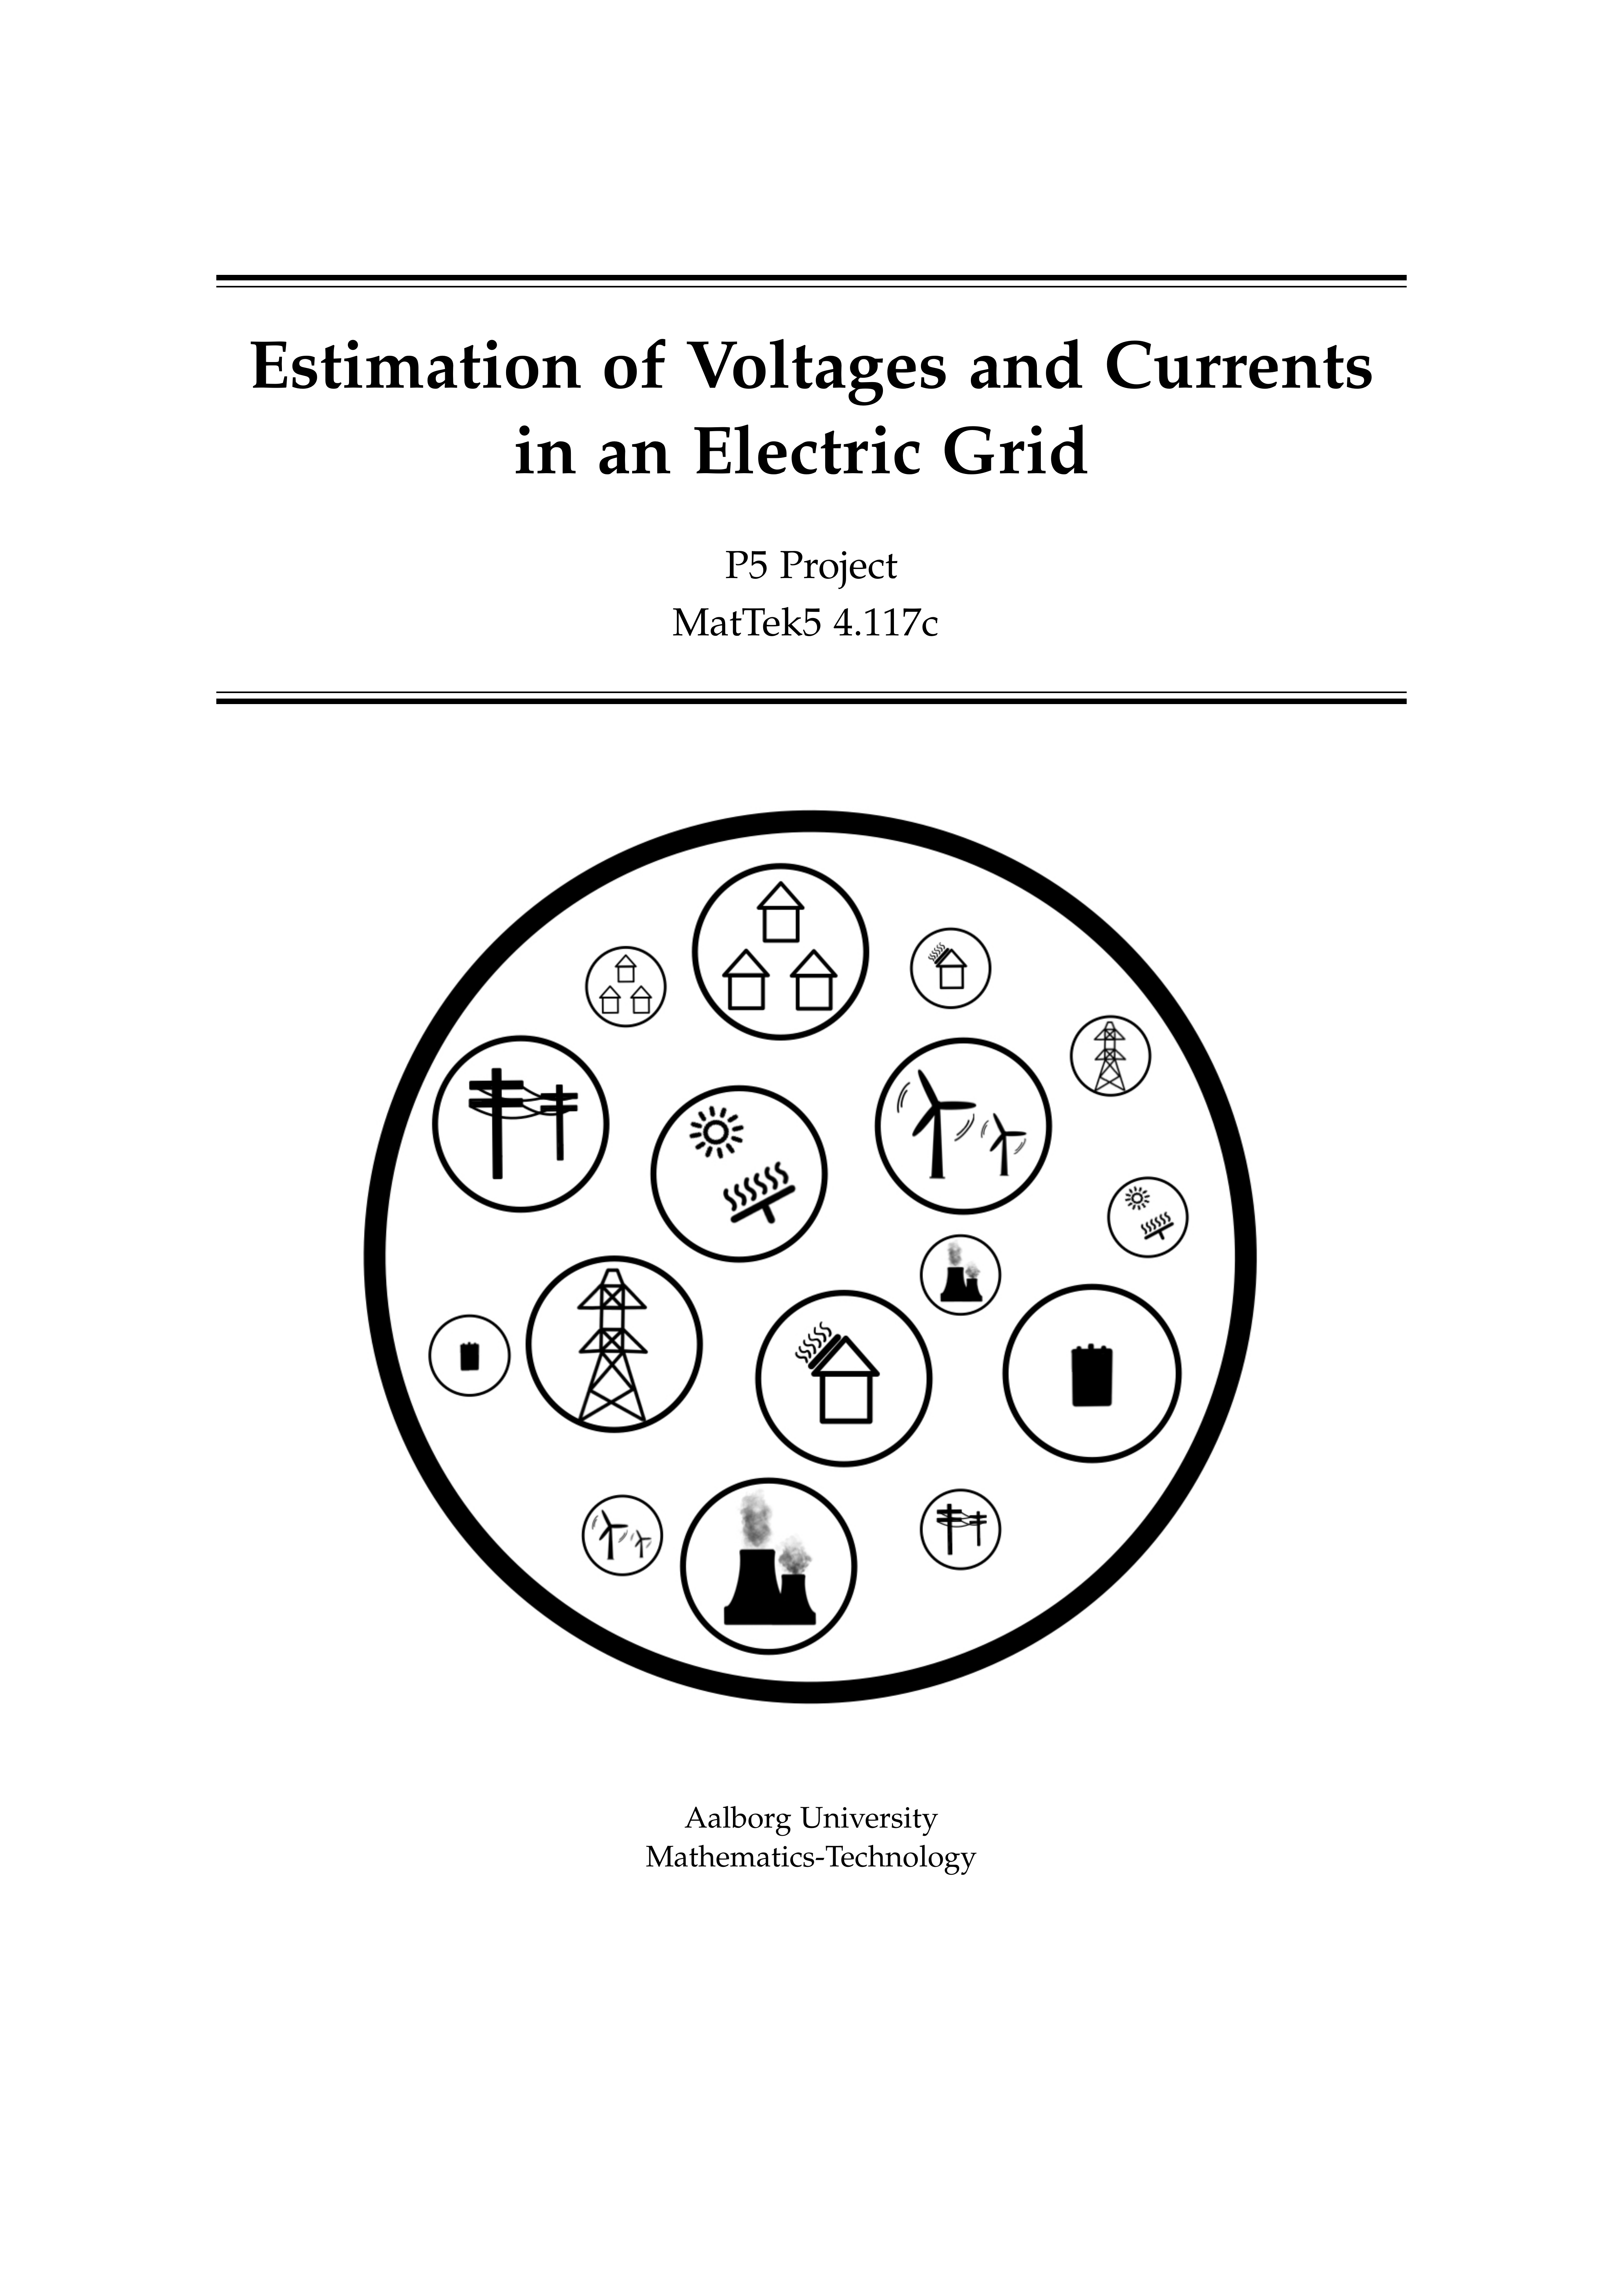 Estimation of Voltages and Currents
in an Electric Grid
P5 Project
MatTek5 4.117c
Aalborg University
Mathematics-Technology